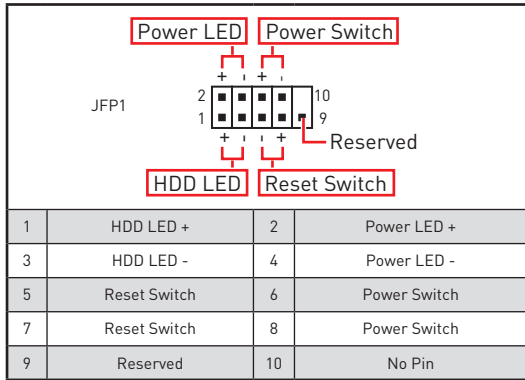 Power LED Power Switch
+ - + -
JFP1
2 10
1 9
+ - - +
Reserved
HDD LED Reset Switch
1 HDD LED + 2 Power LED +
3 HDD LED - 4 Power LED -
5 Reset Switch 6 Power Switch
7 Reset Switch 8 Power Switch
9 Reserved 10 No Pin